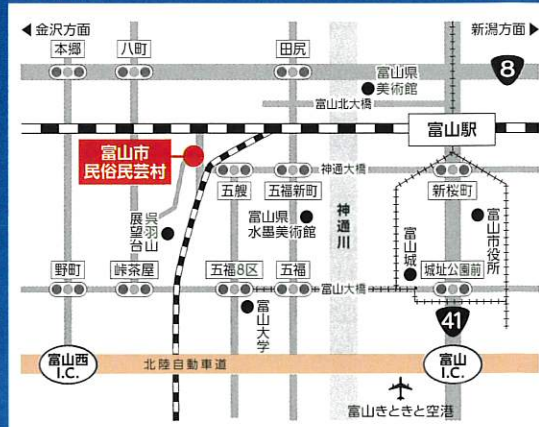 ◀金沢方面
新潟方面▶
本郷
八町
田尻
富山県
美術館
8
富山北大橋
富山駅
富山市
民俗民芸村
五艘
五福新町
神通大橋
新桜町
呉羽山
展望台
富山県
水墨美術館
神通川
富山城
富山市役所
野町
峠茶屋
五福8区
五福
富山大橋
城址公園前
富山大学
41
富山西
I.C.
北陸自動車道
富山
I.C.
富山きときと空港